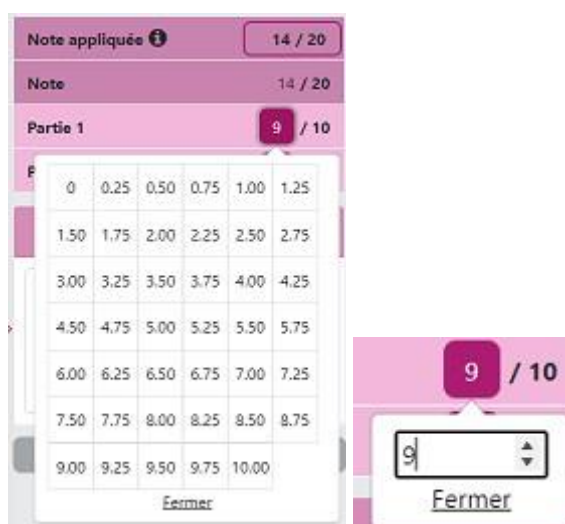 Note appliquée 14 / 20
Note 14 / 20
Partie 1 9 / 10
P
0 0.25 0.50 0.75 1.00 1.25
1.50 1.75 2.00 2.25 2.50 2.75
3.00 3.25 3.50 3.75 4.00 4.25
4.50 4.75 5.00 5.25 5.50 5.75
6.00 6.25 6.50 6.75 7.00 7.25
7.50 7.75 8.00 8.25 8.50 8.75
9.00 9.25 9.50 9.75 10.00
Fermer
9 / 10
9
Fermer